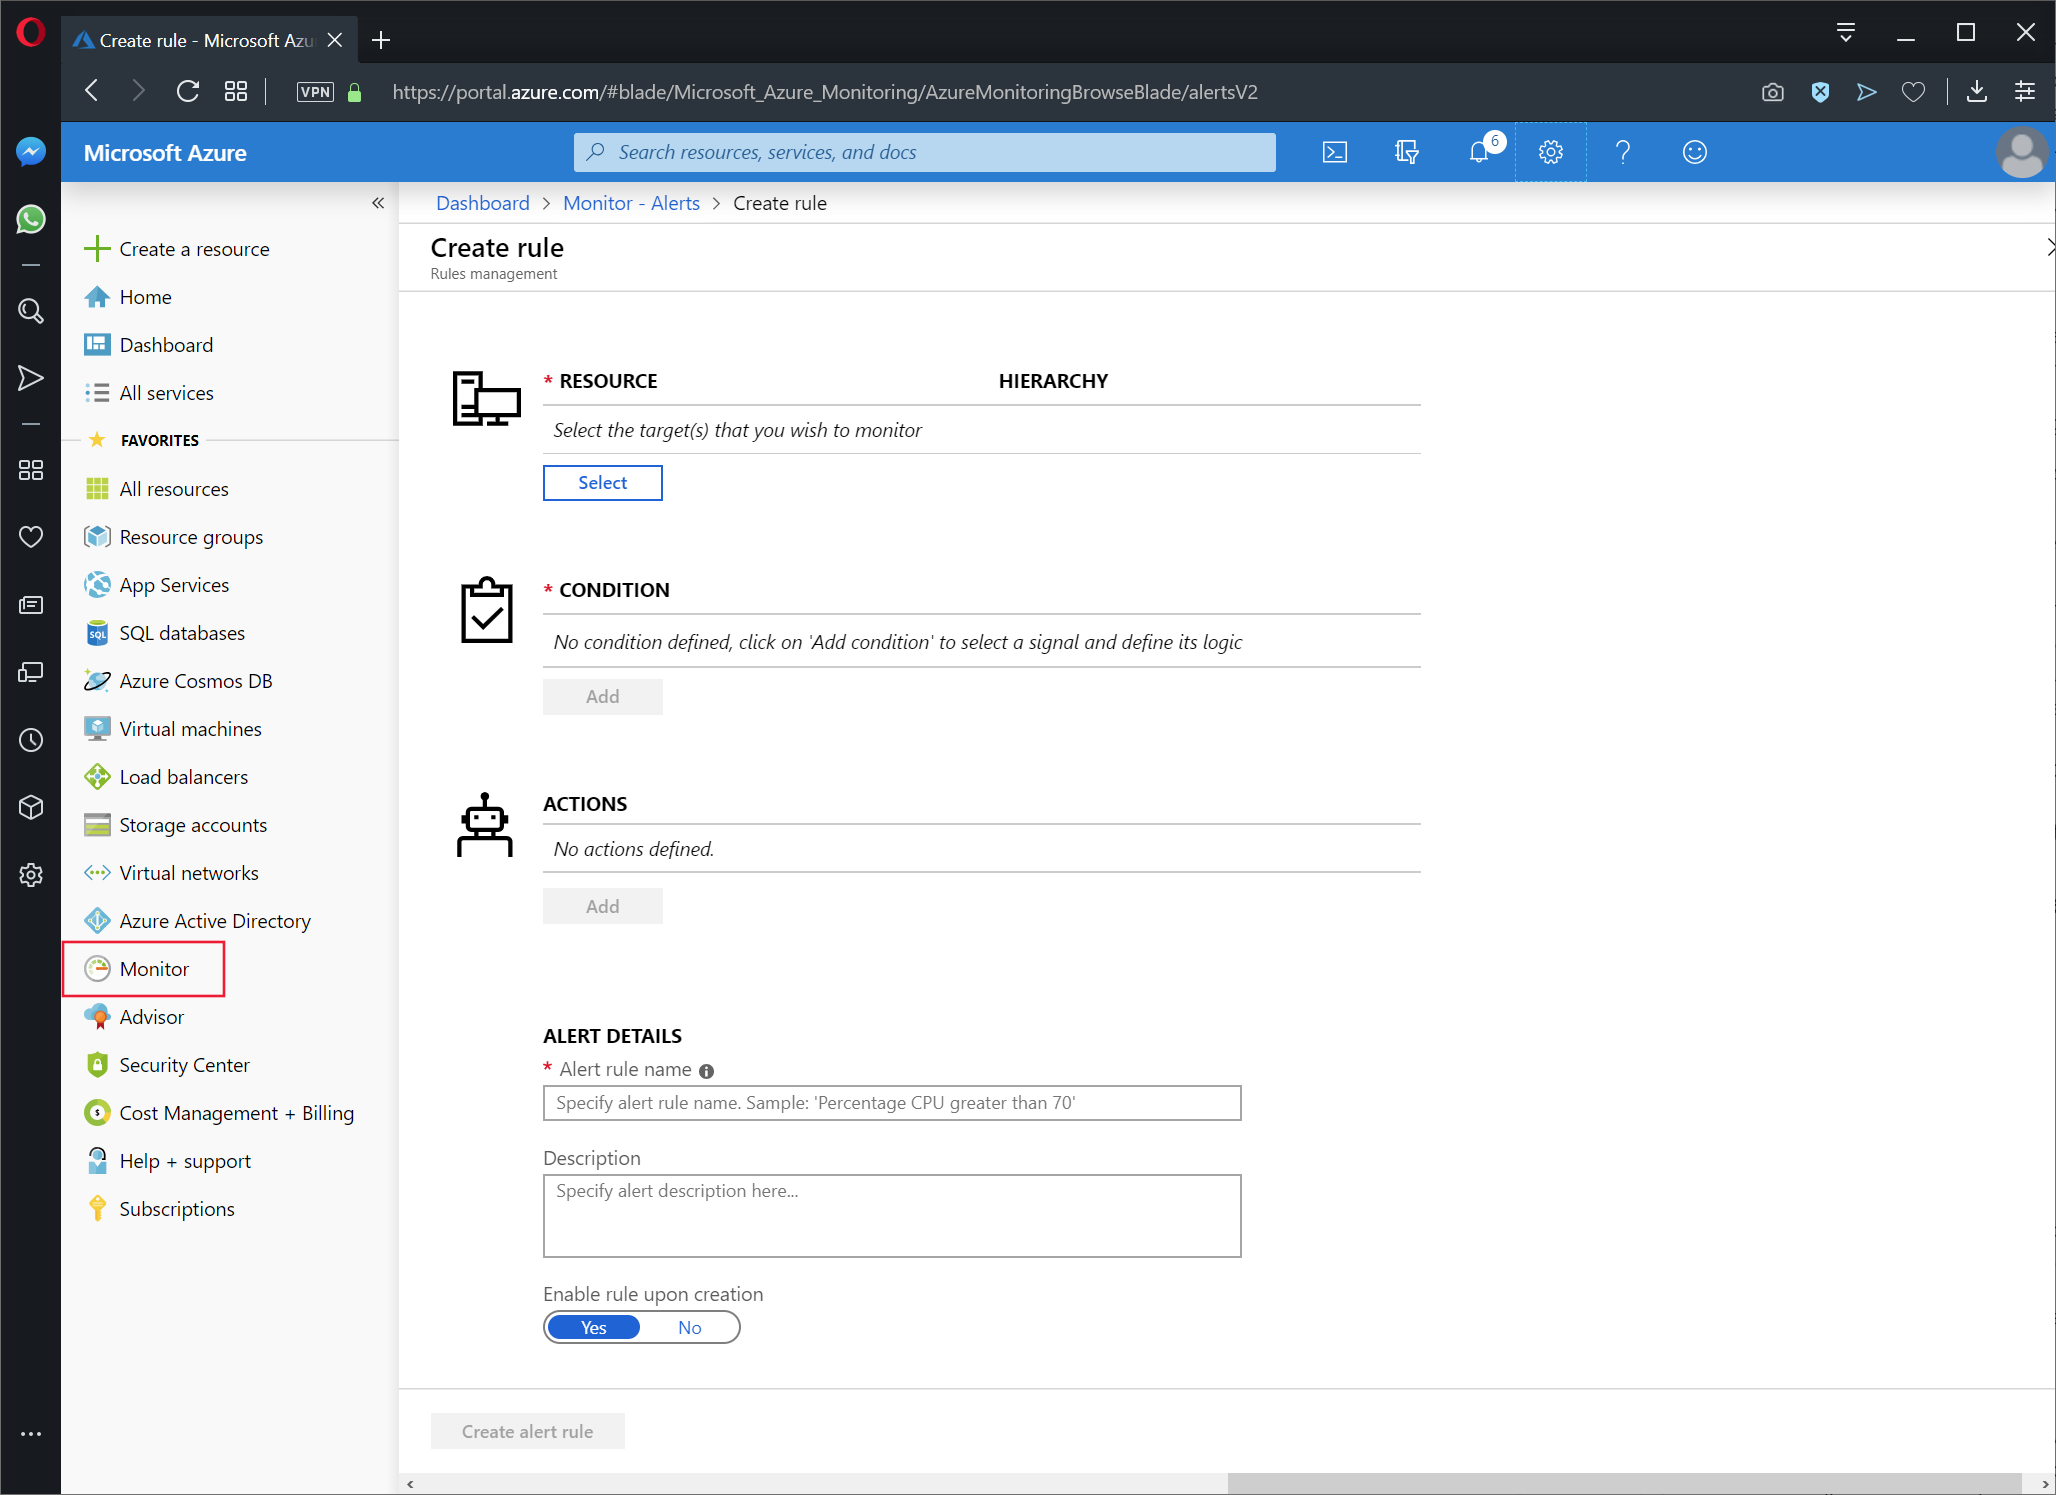 Create rule - Microsoft Azu
VPN
https://portal.azure.com/#blade/Microsoft_Azure_Monitoring/AzureMonitoringBrowseBlade/alertsV2
Microsoft Azure
Search resources, services, and docs
6
Create a resource
Home
Dashboard
All services
FAVORITES
All resources
Resource groups
App Services
SQL
SQL databases
Azure Cosmos DB
Virtual machines
Load balancers
Storage accounts
Virtual networks
Azure Active Directory
Monitor
Advisor
Security Center
$
Cost Management + Billing
Help + support
Subscriptions
Dashboard > Monitor - Alerts > Create rule
Create rule
Rules management
* RESOURCE
HIERARCHY
Select the target(s) that you wish to monitor
Select
* CONDITION
No condition defined, click on 'Add condition' to select a signal and define its logic
Add
ACTIONS
No actions defined.
Add
ALERT DETAILS
* Alert rule name
Specify alert rule name. Sample: 'Percentage CPU greater than 70'
Description
Specify alert description here...
Enable rule upon creation
Yes No
Create alert rule